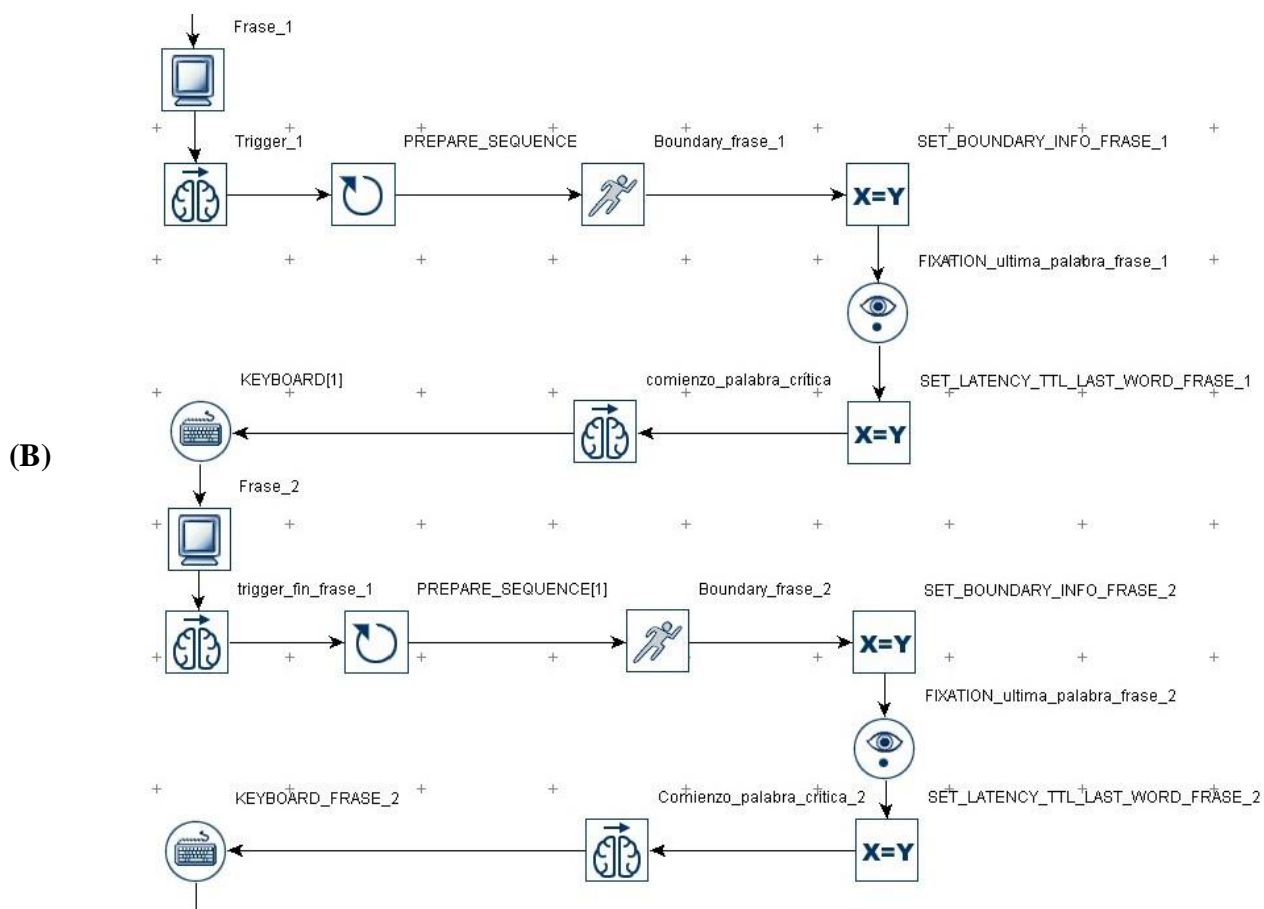 Frase_1
Trigger_1 PREPARE_SEQUENCE Boundary_frase_1 SET_BOUNDARY_INFO_FRASE_1
X=Y
FIXATION_ultima_palabra_frase_1
KEYBOARD[1] comienzo_palabra_crítica SET_LATENCY_TTL_LAST_WORD_FRASE_1
X=Y
(B)
Frase_2
trigger_fin_frase_1 PREPARE_SEQUENCE[1] Boundary_frase_2 SET_BOUNDARY_INFO_FRASE_2
X=Y
FIXATION_ultima_palabra_frase_2
KEYBOARD_FRASE_2 Comienzo_palabra_critica_2 SET_LATENCY_TTL_LAST_WORD_FRASE_2
X=Y